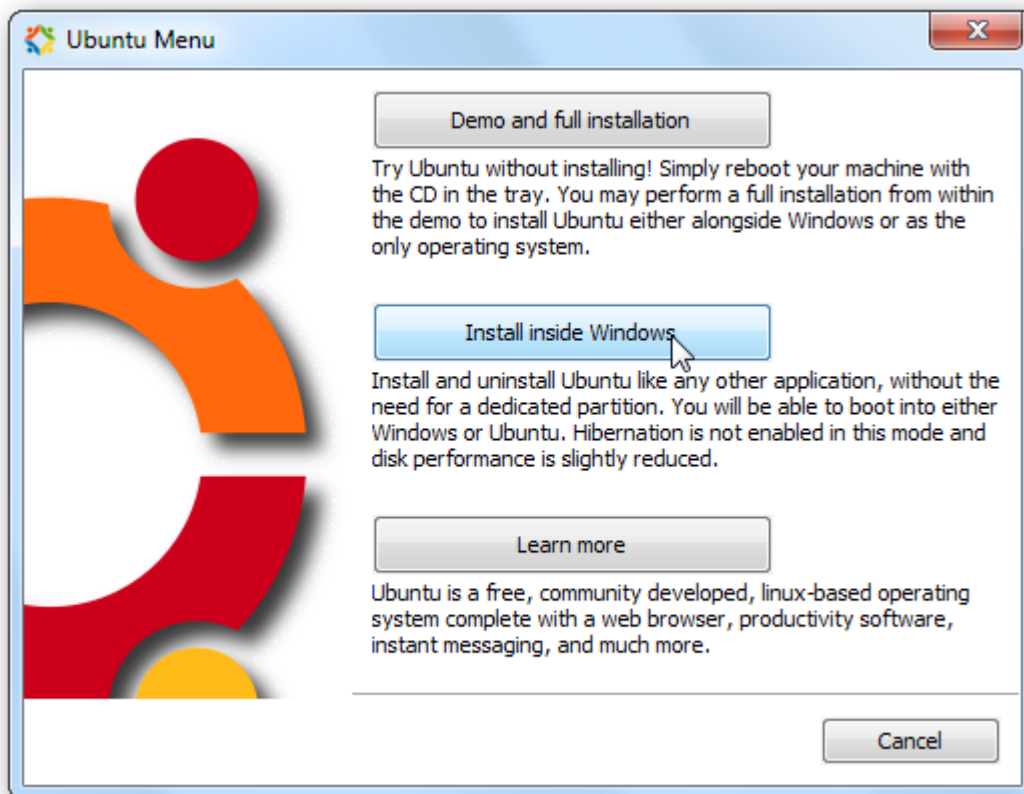 Ubuntu Menu
Demo and full installation
Try Ubuntu without installing! Simply reboot your machine with
the CD in the tray. You may perform a full installation from within
the demo to install Ubuntu either alongside Windows or as the
only operating system.
Install inside Windows
Install and uninstall Ubuntu like any other application, without the
need for a dedicated partition. You will be able to boot into either
Windows or Ubuntu. Hibernation is not enabled in this mode and
disk performance is slightly reduced.
Learn more
Ubuntu is a free, community developed, linux-based operating
system complete with a web browser, productivity software,
instant messaging, and much more.
Cancel